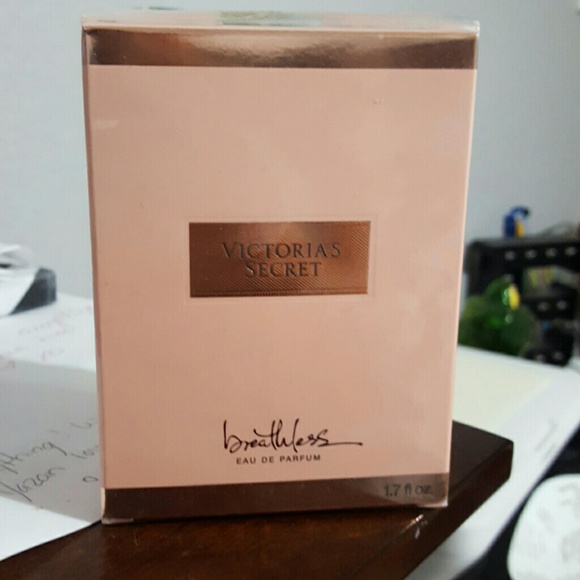 VICTORIA'S
SECRET
breathless
EAU DE PARFUM
1.7 fl oz.